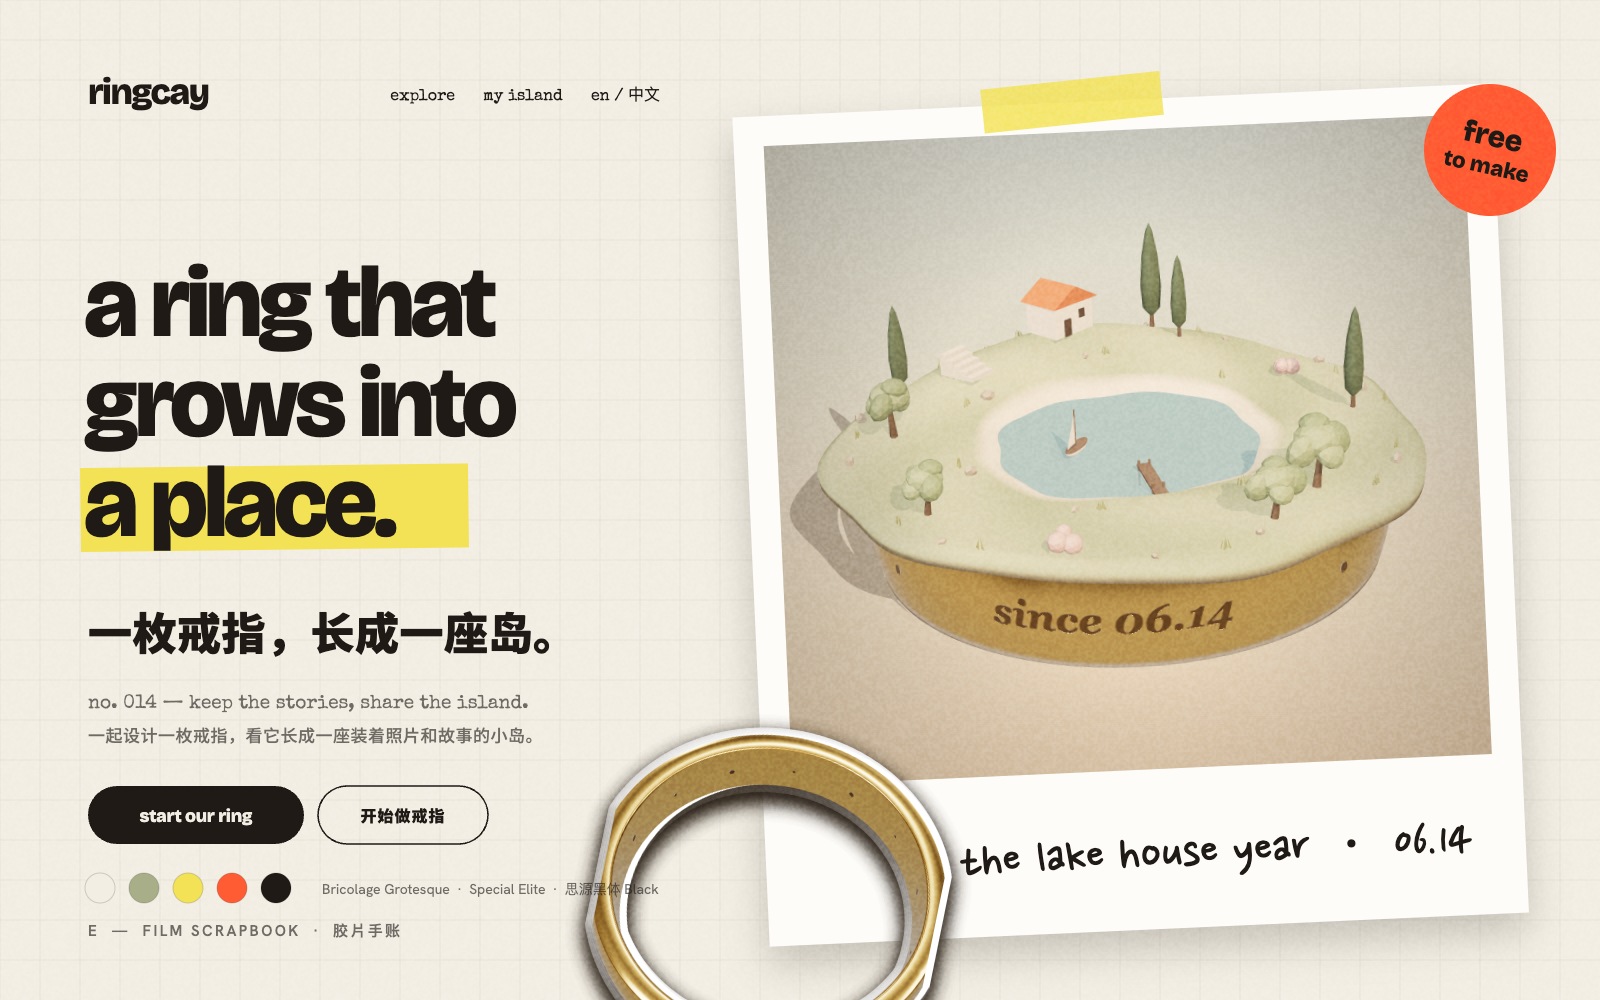 ringcay
explore my island en / 中文
free
to make
a ring that
grows into
a place.
一枚戒指，长成一座岛。
no. 014 — keep the stories, share the island.
一起设计一枚戒指，看它长成一座装着照片和故事的小岛。
start our ring 开始做戒指
Bricolage Grotesque · Special Elite · 思源黑体 Black
E — FILM SCRAPBOOK · 胶片手账
since 06.14
the lake house year • 06.14